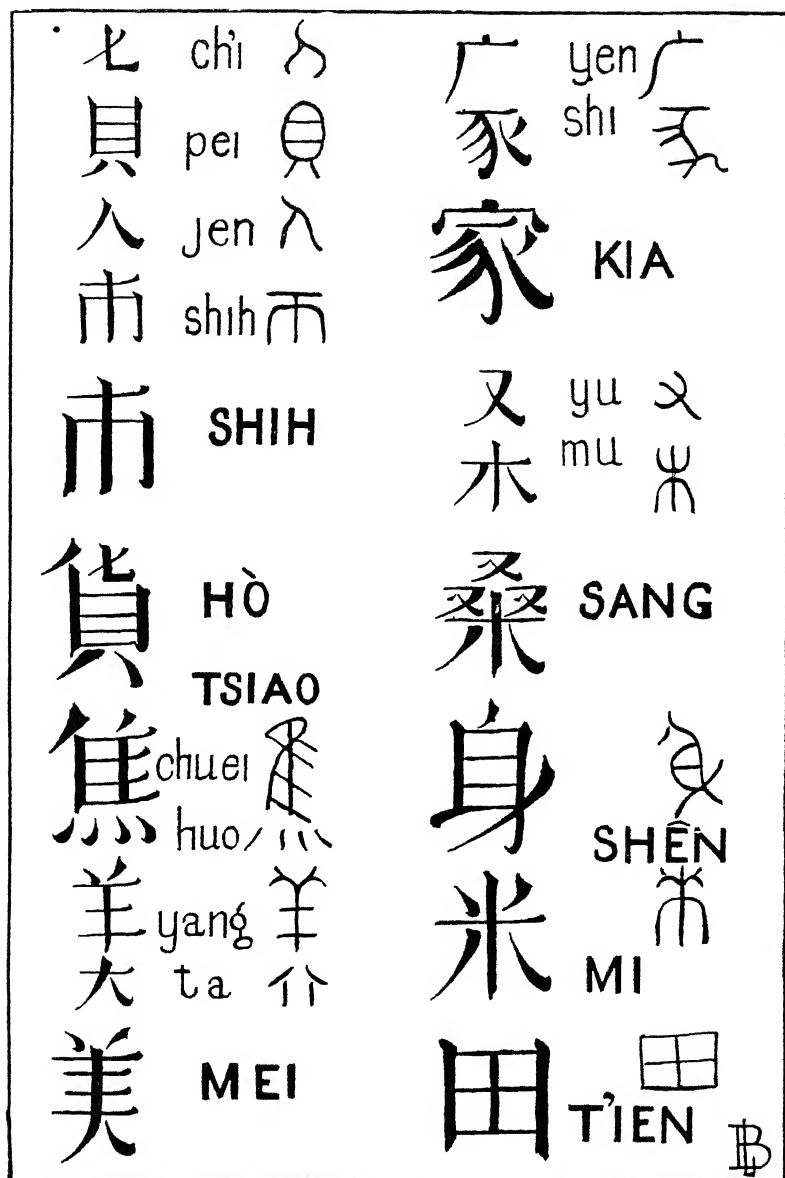 匕 ch'i
貝 pei
人 jen
市 shih
市 SHIH
貨 HÒ
TSIAO
焦 chuei
huo
羊 yang
大 ta
美 MEI
广 yen
豕 shi
家 KIA
又 yu
木 mu
桑 SANG
身 SHÊN
米 MI
田 T'IEN